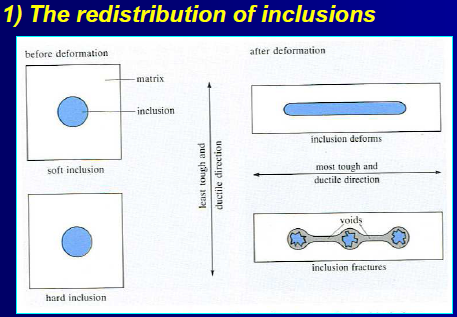 1) The redistribution of inclusions
before deformation
after deformation
matrix
inclusion
soft inclusion
least tough and
ductile direction
inclusion deforms
most tough and
ductile direction
voids
inclusion fractures
hard inclusion